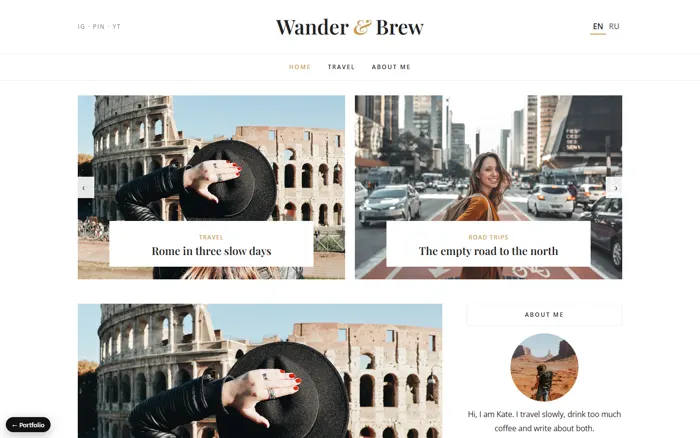 IG · PIN · YT
Wander & Brew
EN RU
HOME TRAVEL ABOUT ME
‹
›
TRAVEL
Rome in three slow days
ROAD TRIPS
The empty road to the north
ABOUT ME
Hi, I am Kate. I travel slowly, drink too much
coffee and write about both.
← Portfolio